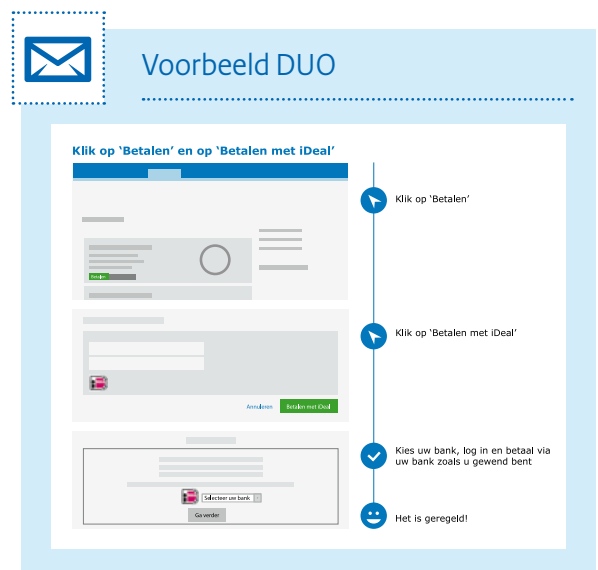 Voorbeeld DUO
Klik op ‘Betalen’ en op ‘Betalen met iDeal’
Klik op ‘Betalen’
Betalen
Klik op ‘Betalen met iDeal’
Annuleren
Betalen met iDeal
Kies uw bank, log in en betaal via
uw bank zoals u gewend bent
Selecteer uw bank
Ga verder
Het is geregeld!